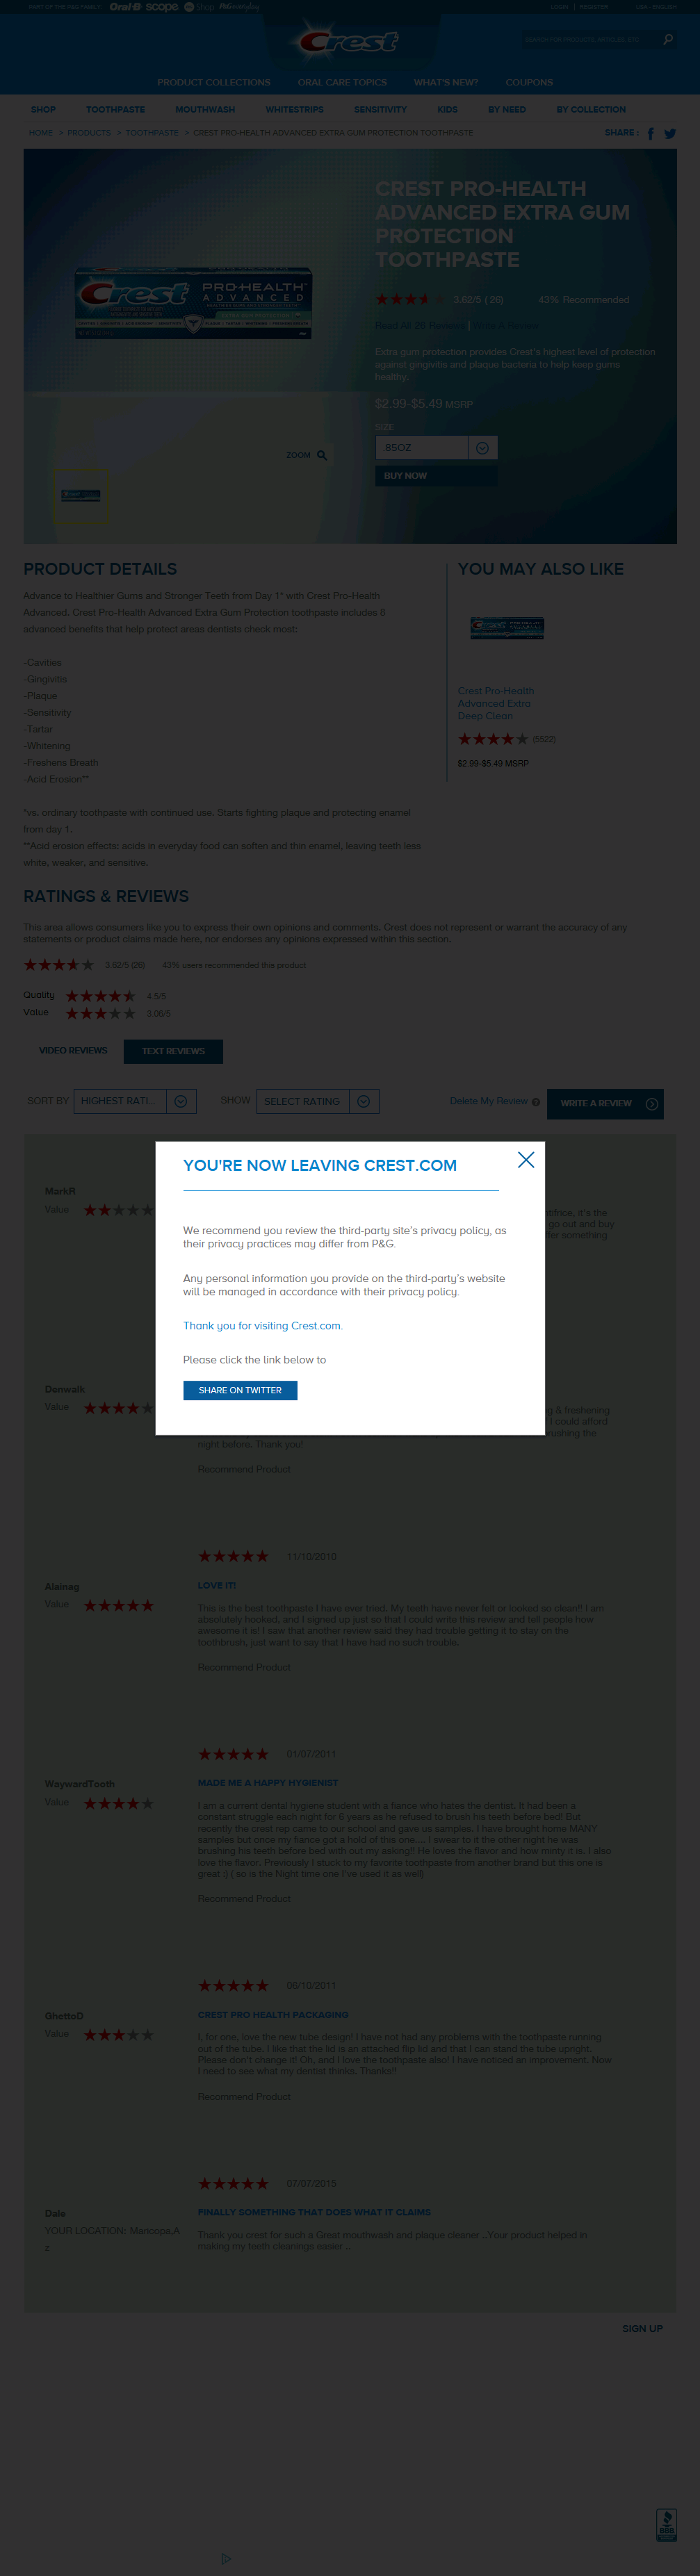 PART OF THE P&G FAMILY: Oral-B scope Shop P&G everyday
LOGIN | REGISTER USA - ENGLISH
Crest
SEARCH FOR PRODUCTS, ARTICLES, ETC.
PRODUCT COLLECTIONS ORAL CARE TOPICS WHAT'S NEW? COUPONS
SHOP TOOTHPASTE MOUTHWASH WHITESTRIPS SENSITIVITY KIDS BY NEED BY COLLECTION
HOME > PRODUCTS > TOOTHPASTE > CREST PRO-HEALTH ADVANCED EXTRA GUM PROTECTION TOOTHPASTE
SHARE :
CREST PRO-HEALTH
ADVANCED EXTRA GUM
PROTECTION
TOOTHPASTE
Crest PRO-HEALTH
ADVANCED
3.62/5 ( 26) 43% Recommended
Read All 26 Reviews | Write A Review
Extra gum protection provides Crest's highest level of protection
against gingivitis and plaque bacteria to help keep gums
healthy.
$2.99-$5.49 MSRP
SIZE
85OZ
ZOOM
BUY NOW
PRODUCT DETAILS
Advance to Healthier Gums and Stronger Teeth from Day 1* with Crest Pro-Health
Advanced. Crest Pro-Health Advanced Extra Gum Protection toothpaste includes 8
advanced benefits that help protect areas dentists check most:
-Cavities
-Gingivitis
-Plaque
-Sensitivity
-Tartar
-Whitening
-Freshens Breath
-Acid Erosion**
*vs. ordinary toothpaste with continued use. Starts fighting plaque and protecting enamel
from day 1.
**Acid erosion effects: acids in everyday food can soften and thin enamel, leaving teeth less
white, weaker, and sensitive.
YOU MAY ALSO LIKE
Crest Pro-Health
Advanced Extra
Deep Clean
(5522)
$2.99-$5.49 MSRP
RATINGS & REVIEWS
This area allows consumers like you to express their own opinions and comments. Crest does not represent or warrant the accuracy of any
statements or product claims made here, nor endorses any opinions expressed within this section.
3.62/5 (26) 43% users recommended this product
Quality 4.5/5
Value 3.06/5
VIDEO REVIEWS TEXT REVIEWS
SORT BY HIGHEST RATI... SHOW SELECT RATING Delete My Review ? WRITE A REVIEW
MarkR
Value
ntifrice, it's the
go out and buy
ffer something
YOU'RE NOW LEAVING CREST.COM
We recommend you review the third-party site's privacy policy, as
their privacy practices may differ from P&G.
Any personal information you provide on the third-party's website
will be managed in accordance with their privacy policy.
Thank you for visiting Crest.com.
Please click the link below to
SHARE ON TWITTER
Denwalk
Value
g & freshening
I could afford
brushing the
night before. Thank you!
Recommend Product
11/10/2010
Alainag
LOVE IT!
Value
This is the best toothpaste I have ever tried. My teeth have never felt or looked so clean!! I am
absolutely hooked, and I signed up just so that I could write this review and tell people how
awesome it is! I saw that another review said they had trouble getting it to stay on the
toothbrush, just want to say that I have had no such trouble.
Recommend Product
01/07/2011
WaywardTooth
MADE ME A HAPPY HYGIENIST
Value
I am a current dental hygiene student with a fiance who hates the dentist. It had been a
constant struggle each night for 6 years as he refused to brush his teeth before bed! But
recently the crest rep came to our school and gave us samples. I have brought home MANY
samples but once my fiance got a hold of this one.... I swear to it the other night he was
brushing his teeth before bed with out my asking!! He loves the flavor and how minty it is. I also
love the flavor. Previously I stuck to my favorite toothpaste from another brand but this one is
great :) ( so is the Night time one I've used it as well)
Recommend Product
06/10/2011
GhettoD
CREST PRO HEALTH PACKAGING
Value
I, for one, love the new tube design! I have not had any problems with the toothpaste running
out of the tube, I like that the lid is an attached flip lid and that I can stand the tube upright.
Please don't change it! Oh, and I love the toothpaste also! I have noticed an improvement. Now
I need to see what my dentist thinks. Thanks!!
Recommend Product
07/07/2015
Dale
FINALLY SOMETHING THAT DOES WHAT IT CLAIMS
YOUR LOCATION: Maricopa,A
z
Thank you crest for such a Great mouthwash and plaque cleaner ..Your product helped in
making my teeth cleanings easier ..
SIGN UP
BBB